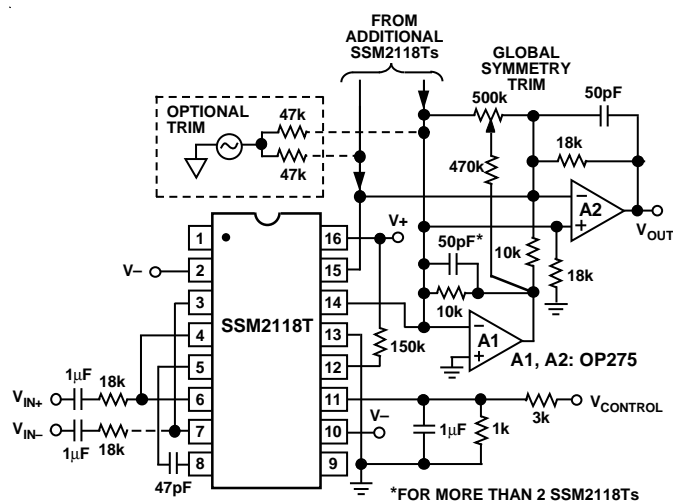 FROM
ADDITIONAL
SSM2118Ts
GLOBAL
SYMMETRY
TRIM
OPTIONAL
TRIM
47k
47k
500k
50pF
18k
470k
A2
V OUT
V+
50pF*
10k
18k
10k
A1
A1, A2: OP275
150k
V–
SSM2118T
1
2
3
4
5
6
7
8
16
15
14
13
12
11
10
9
1µF
18k
VIN+
VIN–
1µF
18k
47pF
V–
VCONTROL
3k
1µF
1k
*FOR MORE THAN 2 SSM2118Ts